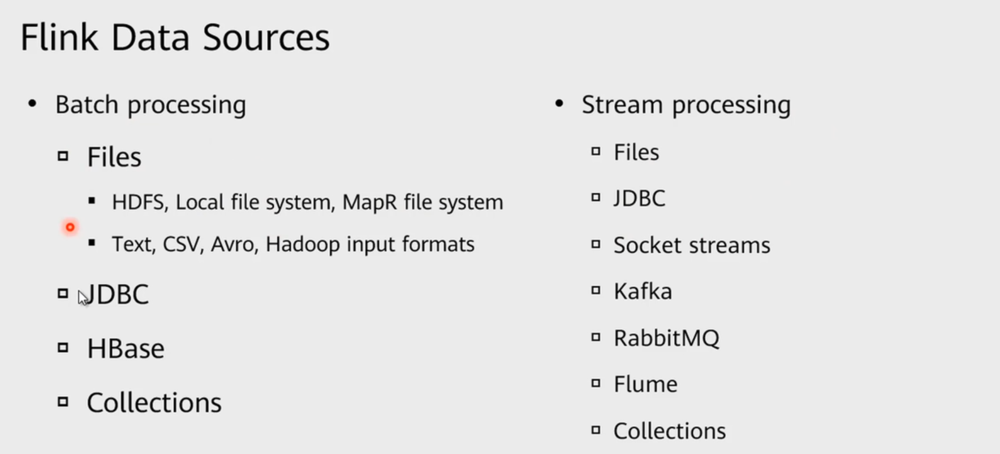 Flink Data Sources
Batch processing
Files
HDFS, Local file system, MapR file system
Text, CSV, Avro, Hadoop input formats
JDBC
HBase
Collections
Stream processing
Files
JDBC
Socket streams
Kafka
RabbitMQ
Flume
Collections